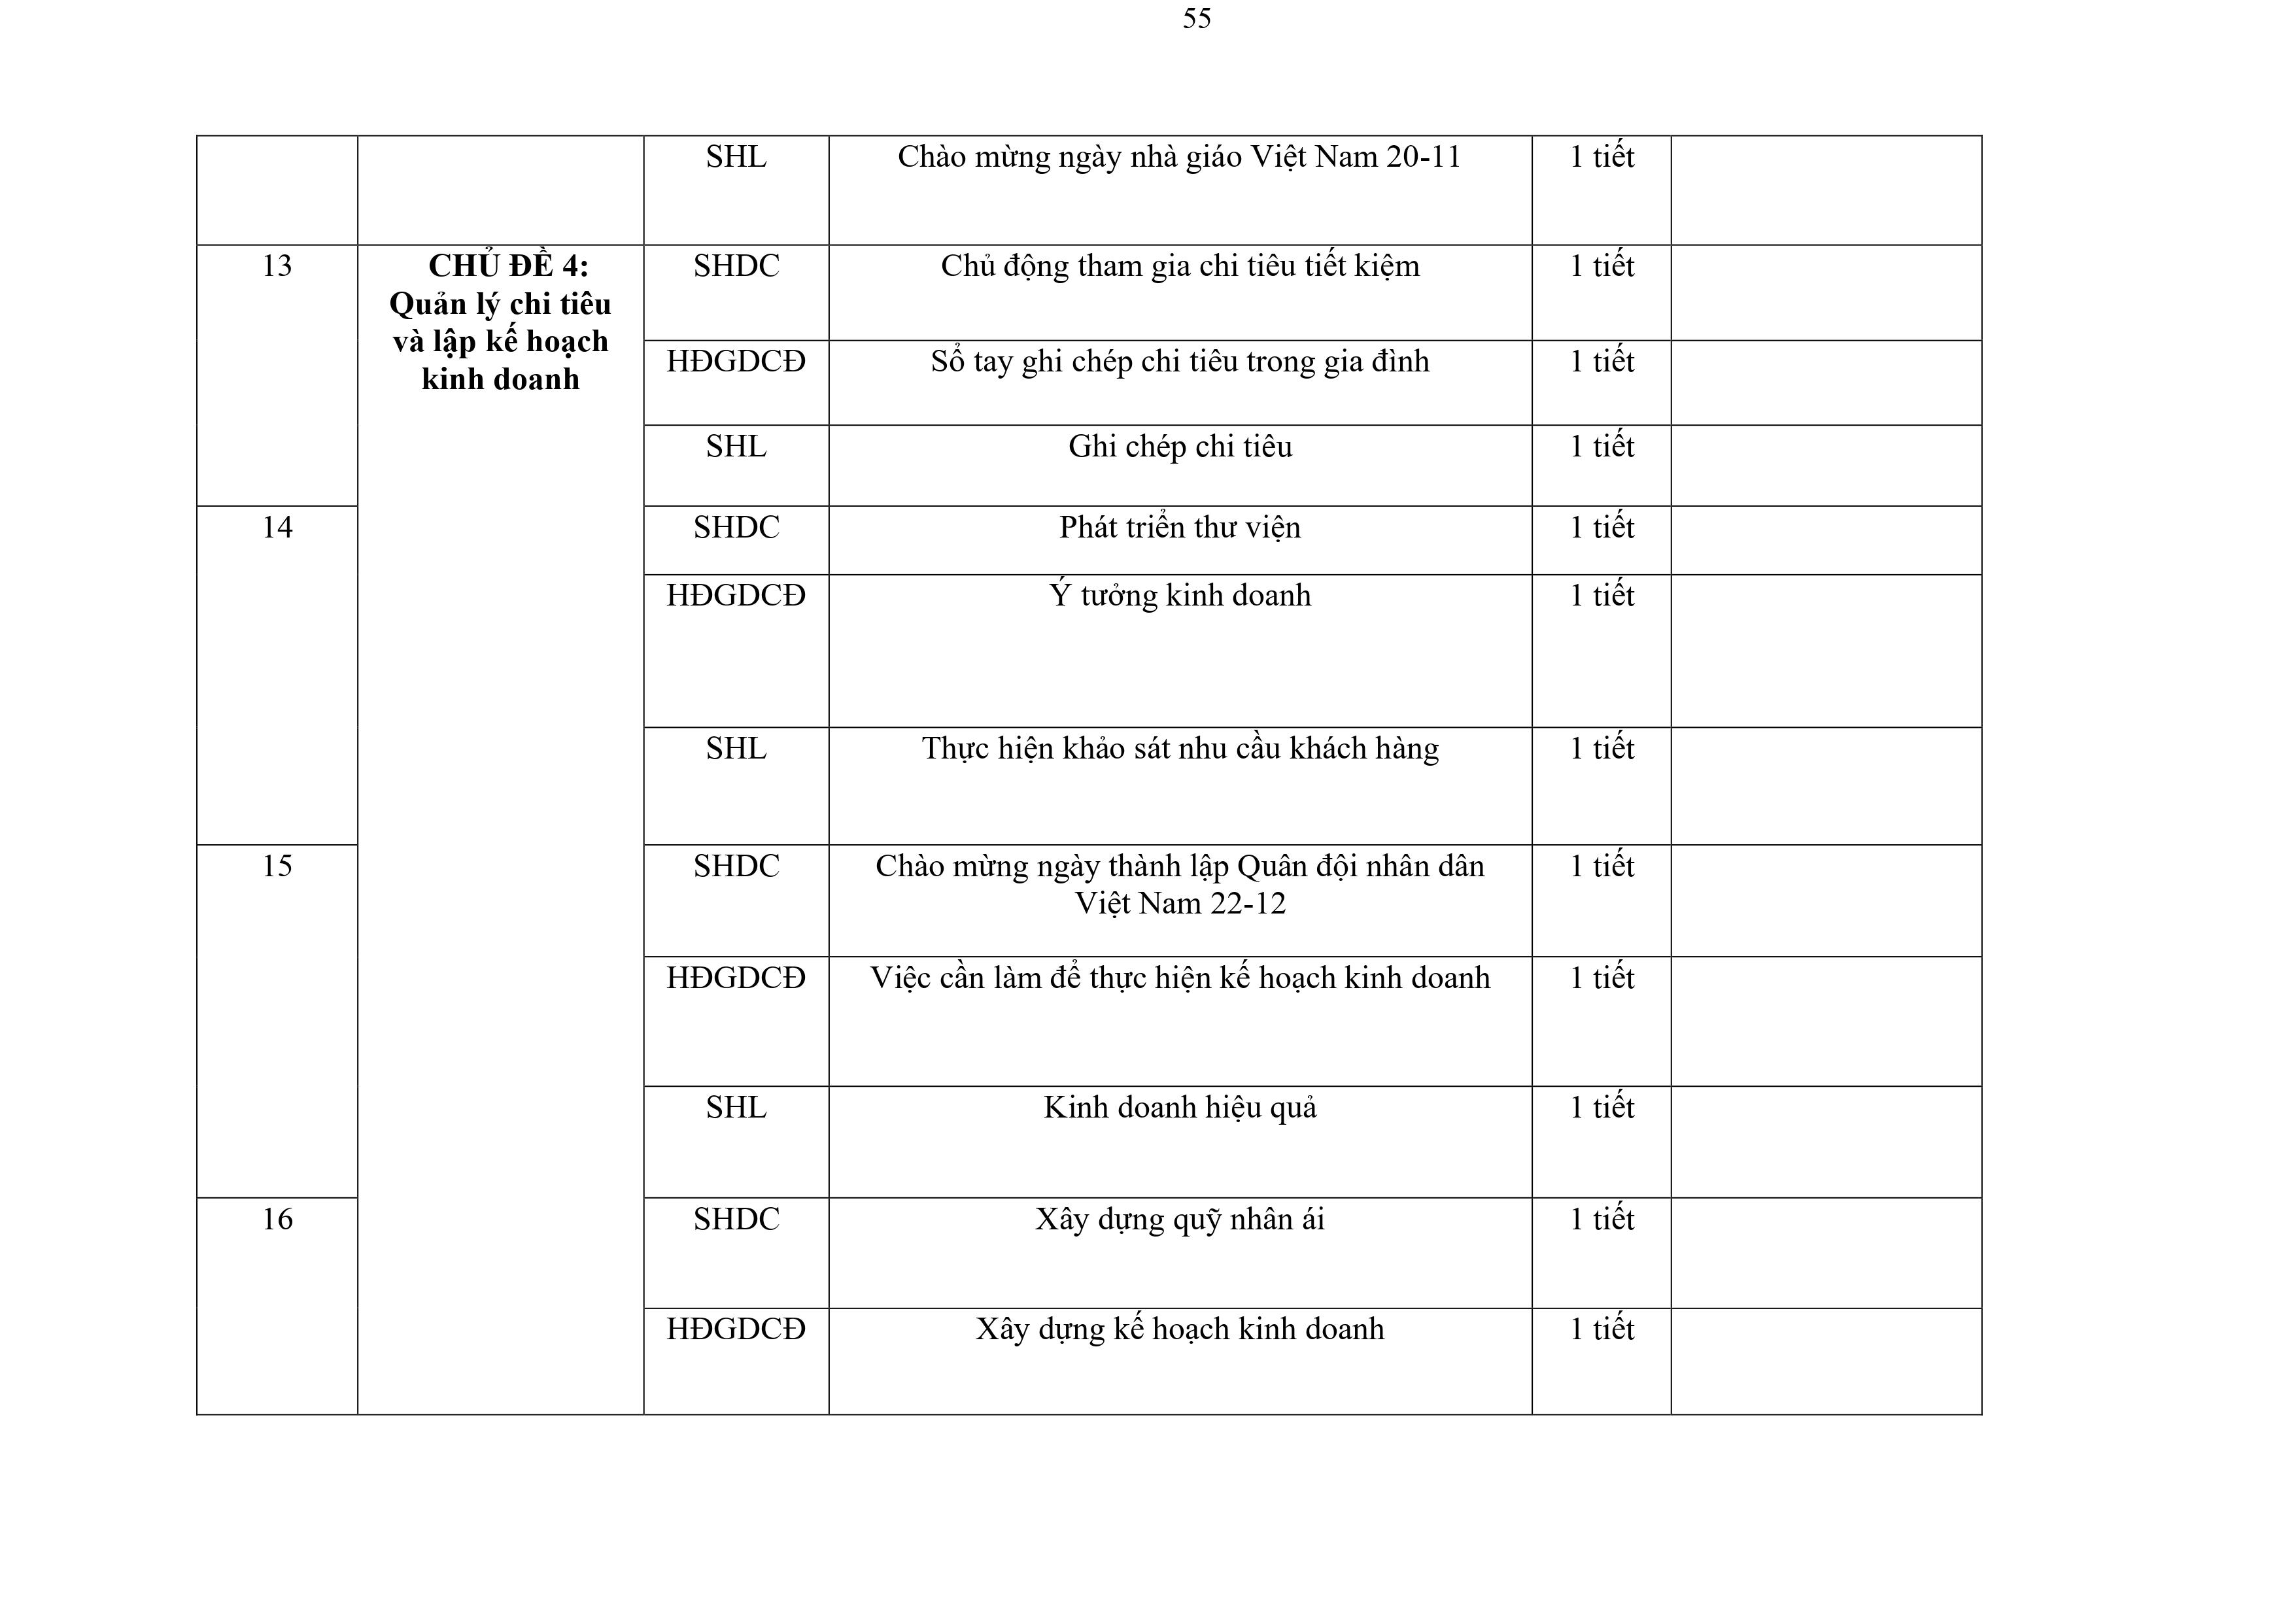 55
SHL Chào mừng ngày nhà giáo Việt Nam 20-11 1 tiết
13 CHỦ ĐỀ 4: SHDC Chủ động tham gia chi tiêu tiết kiệm 1 tiết
Quản lý chi tiêu
và lập kế hoạch
kinh doanh
HĐGDCĐ Sổ tay ghi chép chi tiêu trong gia đình 1 tiết
SHL Ghi chép chi tiêu 1 tiết
14 SHDC Phát triển thư viện 1 tiết
HĐGDCĐ Ý tưởng kinh doanh 1 tiết
SHL Thực hiện khảo sát nhu cầu khách hàng 1 tiết
15 SHDC Chào mừng ngày thành lập Quân đội nhân dân 1 tiết
Việt Nam 22-12
HĐGDCĐ Việc cần làm để thực hiện kế hoạch kinh doanh 1 tiết
SHL Kinh doanh hiệu quả 1 tiết
16 SHDC Xây dựng quỹ nhân ái 1 tiết
HĐGDCĐ Xây dựng kế hoạch kinh doanh 1 tiết